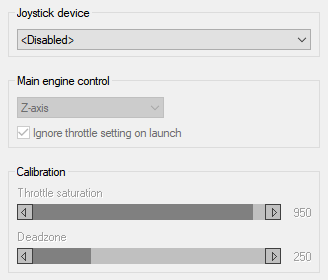 Joystick device
<Disabled>
Main engine control
Z-axis
Ignore throttle setting on launch
Calibration
Throttle saturation
950
Deadzone
250